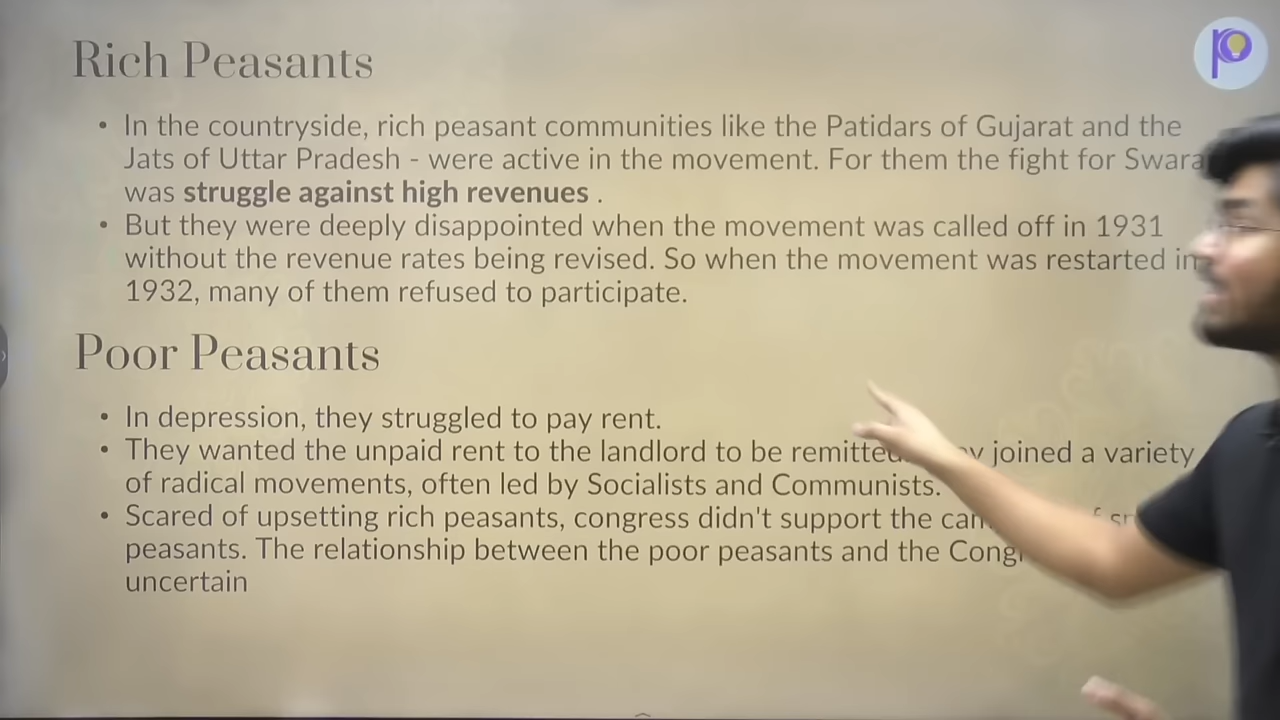 Rich Peasants
• In the countryside, rich peasant communities like the Patidars of Gujarat and the
Jats of Uttar Pradesh - were active in the movement. For them the fight for
was struggle against high revenues .
• But they were deeply disappointed when the movement was called off in 1931
without the revenue rates being revised. So when the movement was restarted in
1932, many of them refused to participate.
Poor Peasants
• In depression, they struggled to pay rent.
• They wanted the unpaid rent to the landlord to be joined a variety
of radical movements, often led by Socialists and Communists.
• Scared of upsetting rich peasants, congress didn't support the
peasants. The relationship between the poor peasants and the
uncertain